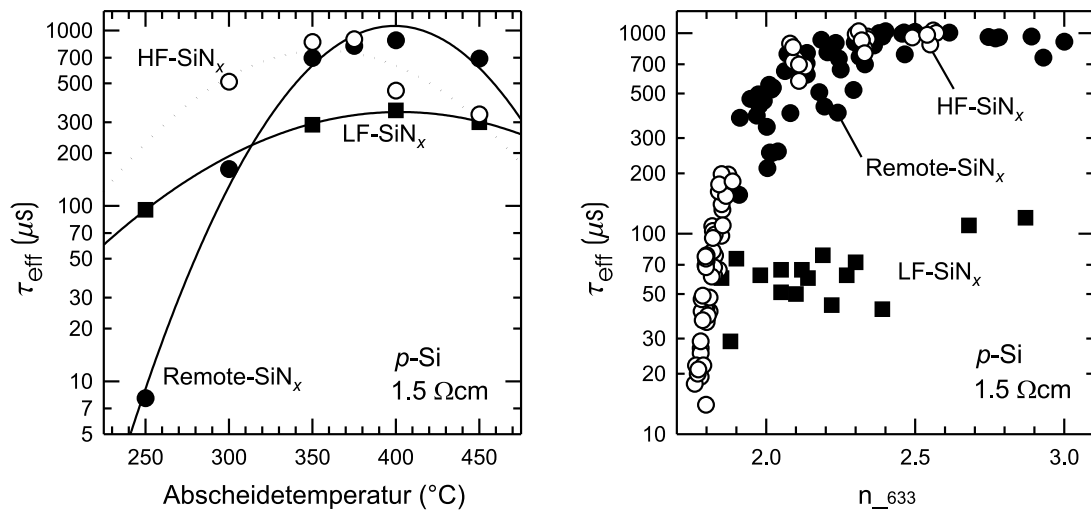 1000
700
500
300
200
100
70
50
30
20
10
7
5
τeff (μs)
HF-SiNx
LF-SiNx
Remote-SiNx
p-Si
1.5 Ωcm
250 300 350 400 450
Abscheidetemperatur (°C)
1000
700
500
300
200
100
70
50
30
20
10
τeff (μs)
HF-SiNx
Remote-SiNx
LF-SiNx
p-Si
1.5 Ωcm
2.0 2.5 3.0
n_633